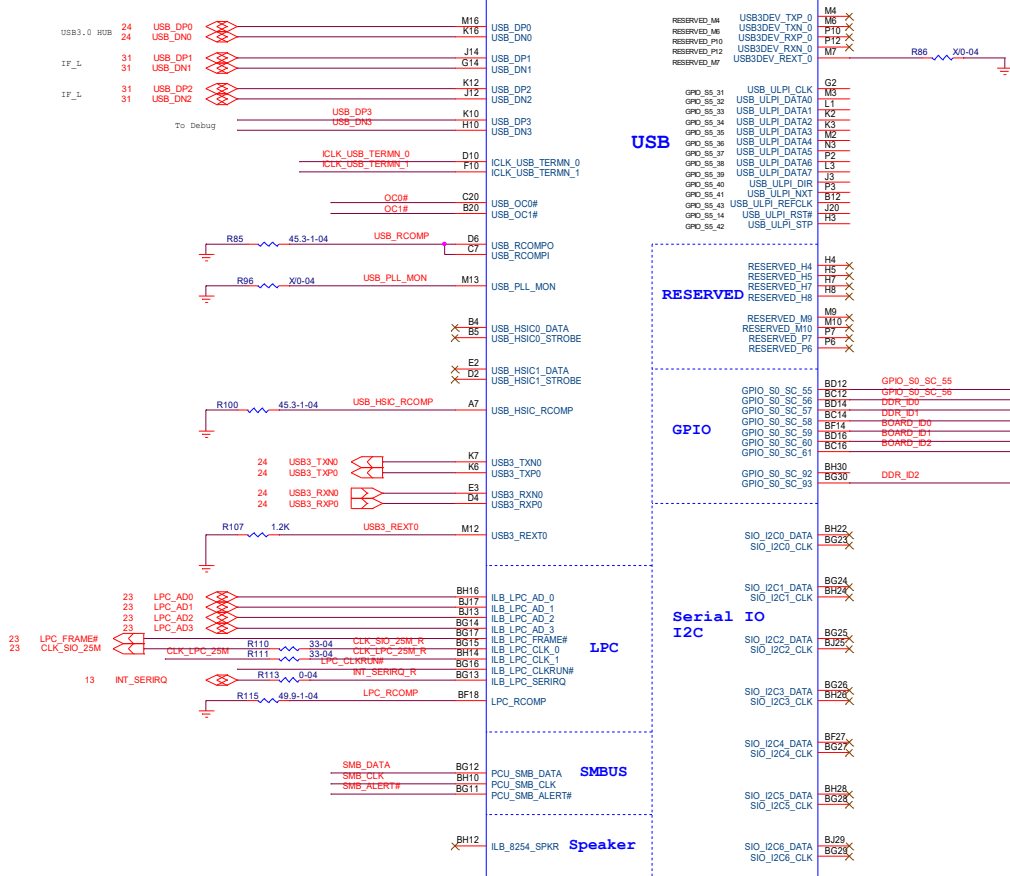 USB3.0 HUB 24 USB_DP0 M16 USB_DP0
24 USB_DN0 K16 USB_DN0
IF_L 31 USB_DP1 J14 USB_DP1
31 USB_DN1 G14 USB_DN1
IF_L 31 USB_DP2 K12 USB_DP2
31 USB_DN2 J12 USB_DN2
To Debug USB_DP3 K10 USB_DP3
USB_DN3 H10 USB_DN3
ICLK_USB_TERMN_0 D10 ICLK_USB_TERMN_0
ICLK_USB_TERMN_1 F10 ICLK_USB_TERMN_1
OC0# C20 USB_OC0#
OC1# B20 USB_OC1#
R85 45.3-1-04 USB_RCOMP D6 USB_RCOMPO
C7 USB_RCOMPI
R96 X/0-04 USB_PLL_MON M13 USB_PLL_MON
B4 USB_HSIC0_DATA
B5 USB_HSIC0_STROBE
E2 USB_HSIC1_DATA
D2 USB_HSIC1_STROBE
R100 45.3-1-04 USB_HSIC_RCOMP A7 USB_HSIC_RCOMP
24 USB3_TXN0 K7 USB3_TXN0
24 USB3_TXP0 K6 USB3_TXP0
24 USB3_RXN0 E3 USB3_RXN0
24 USB3_RXP0 D4 USB3_RXP0
R107 1.2K USB3_REXT0 M12 USB3_REXT0
23 LPC_AD0 BH16 ILB_LPC_AD_0
23 LPC_AD1 BJ17 ILB_LPC_AD_1
23 LPC_AD2 BJ13 ILB_LPC_AD_2
23 LPC_AD3 BG14 ILB_LPC_AD_3
23 LPC_FRAME# BG17 ILB_LPC_FRAME#
23 CLK_SIO_25M R110 33-04 CLK_SIO_25M_R BG15 ILB_LPC_CLK_0
CLK_LPC_25M R111 33-04 CLK_LPC_25M_R BH14 ILB_LPC_CLK_1
LPC_CLKRUN# BG16 ILB_LPC_CLKRUN#
13 INT_SERIRQ R113 0-04 INT_SERIRQ_R BG13 ILB_LPC_SERIRQ
R115 49.9-1-04 LPC_RCOMP BF18 LPC_RCOMP
LPC
SMB_DATA BG12 PCU_SMB_DATA
SMB_CLK BH10 PCU_SMB_CLK
SMB_ALERT# BG11 PCU_SMB_ALERT#
SMBUS
BH12 ILB_8254_SPKR Speaker
RESERVED_M4 USB3DEV_TXP_0 M4
RESERVED_M6 USB3DEV_TXN_0 M6
RESERVED_P10 USB3DEV_RXP_0 P10
RESERVED_P12 USB3DEV_RXN_0 P12
RESERVED_M7 USB3DEV_REXT_0 M7 R86 X/0-04
USB
GPIO_S5_31 USB_ULPI_CLK G2
GPIO_S5_32 USB_ULPI_DATA0 M3
GPIO_S5_33 USB_ULPI_DATA1 L1
GPIO_S5_34 USB_ULPI_DATA2 K2
GPIO_S5_35 USB_ULPI_DATA3 K3
GPIO_S5_36 USB_ULPI_DATA4 M2
GPIO_S5_37 USB_ULPI_DATA5 N3
GPIO_S5_38 USB_ULPI_DATA6 P2
GPIO_S5_39 USB_ULPI_DATA7 L3
GPIO_S5_40 USB_ULPI_DIR J3
GPIO_S5_41 USB_ULPI_NXT P3
GPIO_S5_43 USB_ULPI_REFCLK B12
GPIO_S5_14 USB_ULPI_RST# J20
GPIO_S5_42 USB_ULPI_STP H3
RESERVED
RESERVED_H4 H4
RESERVED_H5 H5
RESERVED_H7 H7
RESERVED_H8 H8
RESERVED_M9 M9
RESERVED_M10 M10
RESERVED_P7 P7
RESERVED_P6 P6
GPIO
GPIO_S0_SC_55 BD12 GPIO_S0_SC_55
GPIO_S0_SC_56 BC12 GPIO_S0_SC_56
GPIO_S0_SC_57 BD14 DDR_ID0
GPIO_S0_SC_58 BC14 DDR_ID1
GPIO_S0_SC_59 BF14 BOARD_ID0
GPIO_S0_SC_60 BD16 BOARD_ID1
GPIO_S0_SC_61 BC16 BOARD_ID2
GPIO_S0_SC_92 BH30
GPIO_S0_SC_93 BG30 DDR_ID2
Serial IO
I2C
SIO_I2C0_DATA BH22
SIO_I2C0_CLK BG23
SIO_I2C1_DATA BG24
SIO_I2C1_CLK BH24
SIO_I2C2_DATA BG25
SIO_I2C2_CLK BJ25
SIO_I2C3_DATA BG26
SIO_I2C3_CLK BH26
SIO_I2C4_DATA BF27
SIO_I2C4_CLK BG27
SIO_I2C5_DATA BH28
SIO_I2C5_CLK BG28
SIO_I2C6_DATA BJ29
SIO_I2C6_CLK BG29